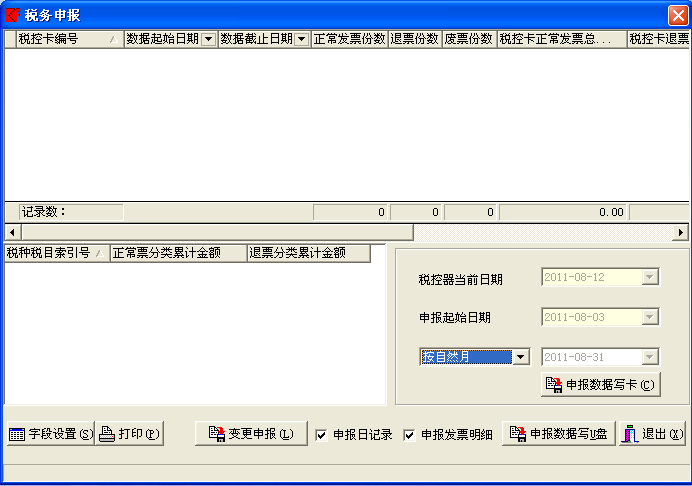 税务申报
税控卡编号 数据起始日期 数据截止日期 正常发票份数 退票份数 废票份数 税控卡正常发票总... 税控卡退票
记录数： 0 0 0 0.00
税种税目索引号 正常票分类累计金额 退票分类累计金额
税控器当前日期 2011-08-12
申报起始日期 2011-08-03
按自然月 2011-08-31
申报数据写卡(C)
字段设置(S) 打印(P) 变更申报(L) 申报日记录 申报发票明细 申报数据写U盘 退出(X)